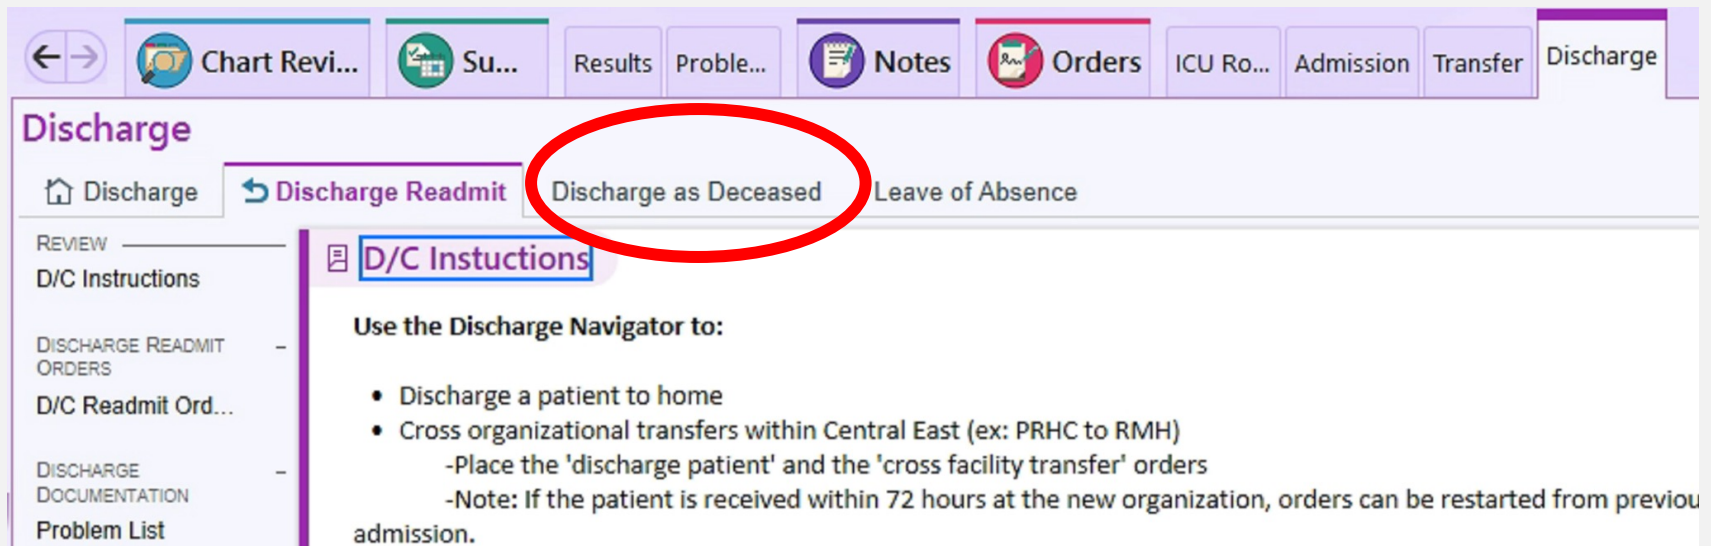 Chart Revi...
Su...
Results
Proble...
Notes
Orders
ICU Ro...
Admission
Transfer
Discharge
Discharge
Discharge
Discharge Readmit
Discharge as Deceased
Leave of Absence
REVIEW
D/C Instructions
DISCHARGE READMIT
ORDERS
D/C Readmit Ord...
DISCHARGE
DOCUMENTATION
Problem List
D/C Instuctions
Use the Discharge Navigator to:
• Discharge a patient to home
• Cross organizational transfers within Central East (ex: PRHC to RMH)
-Place the 'discharge patient' and the 'cross facility transfer' orders
-Note: If the patient is received within 72 hours at the new organization, orders can be restarted from previou
admission.